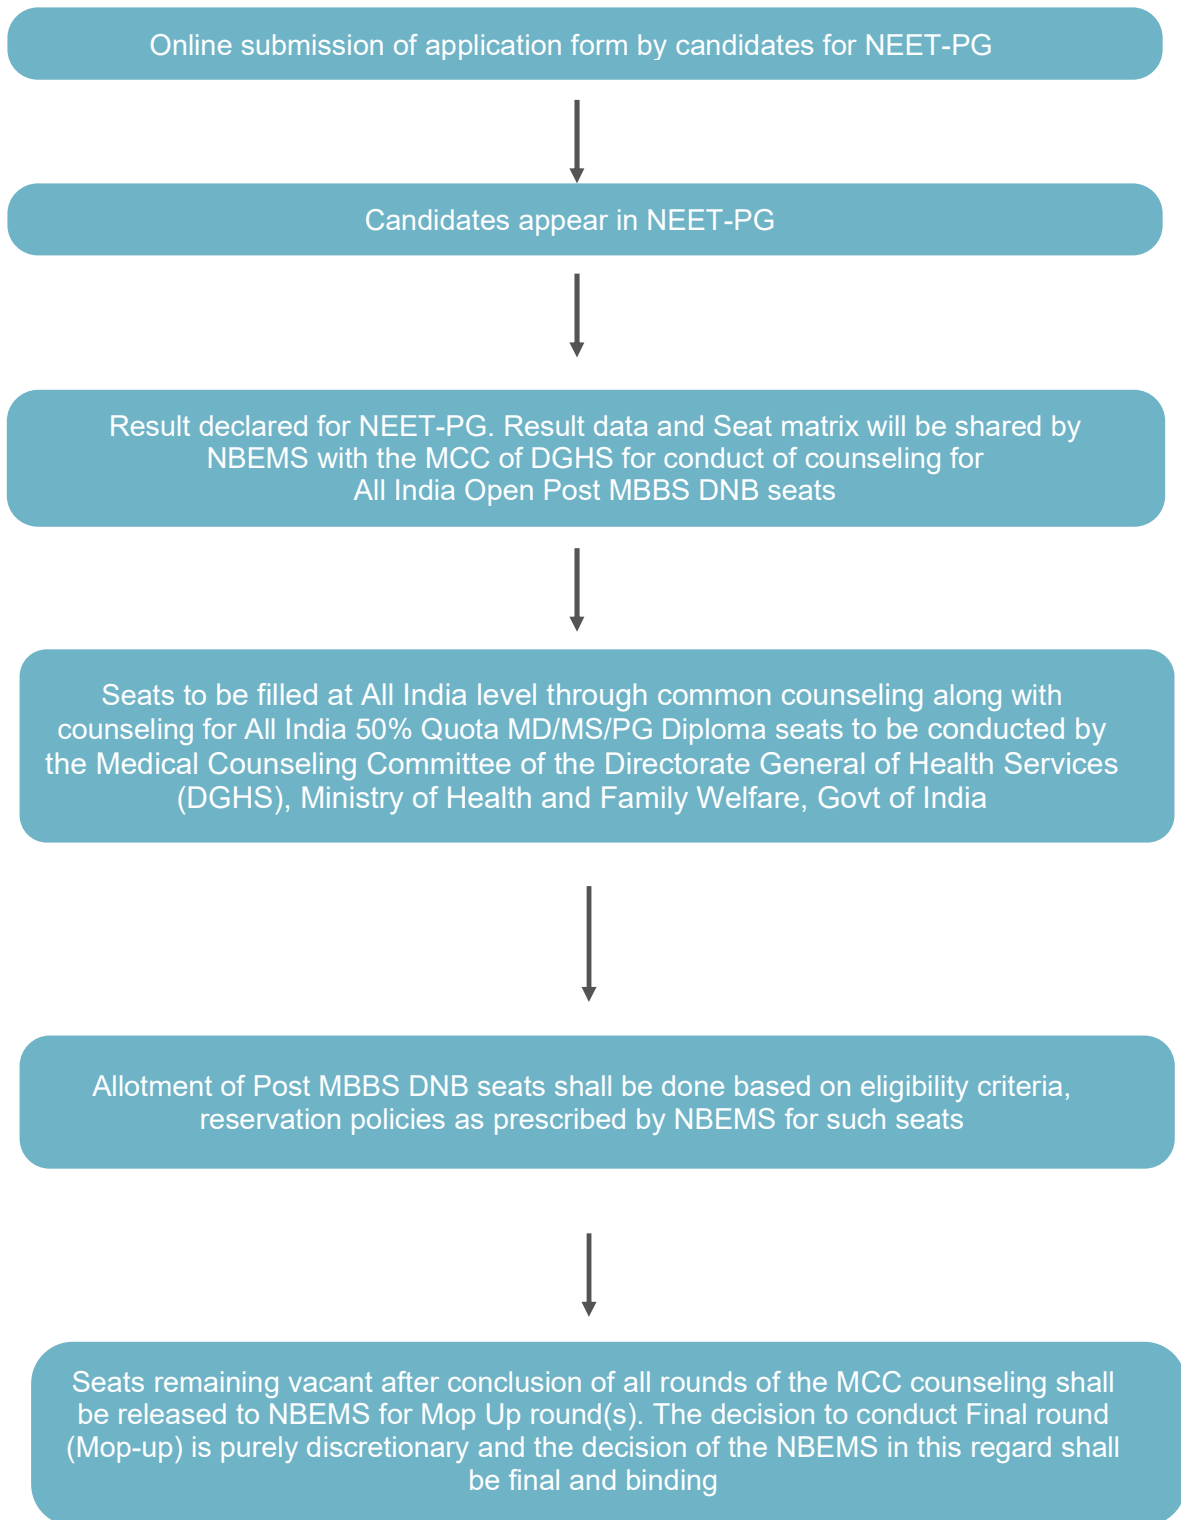 Online submission of application form by candidates for NEET-PG
Candidates appear in NEET-PG
Result declared for NEET-PG. Result data and Seat matrix will be shared by
NBEMS with the MCC of DGHS for conduct of counseling for
All India Open Post MBBS DNB seats
Seats to be filled at All India level through common counseling along with
counseling for All India 50% Quota MD/MS/PG Diploma seats to be conducted by
the Medical Counseling Committee of the Directorate General of Health Services
(DGHS), Ministry of Health and Family Welfare, Govt of India
Allotment of Post MBBS DNB seats shall be done based on eligibility criteria,
reservation policies as prescribed by NBEMS for such seats
Seats remaining vacant after conclusion of all rounds of the MCC counseling shall
be released to NBEMS for Mop Up round(s). The decision to conduct Final round
(Mop-up) is purely discretionary and the decision of the NBEMS in this regard shall
be final and binding